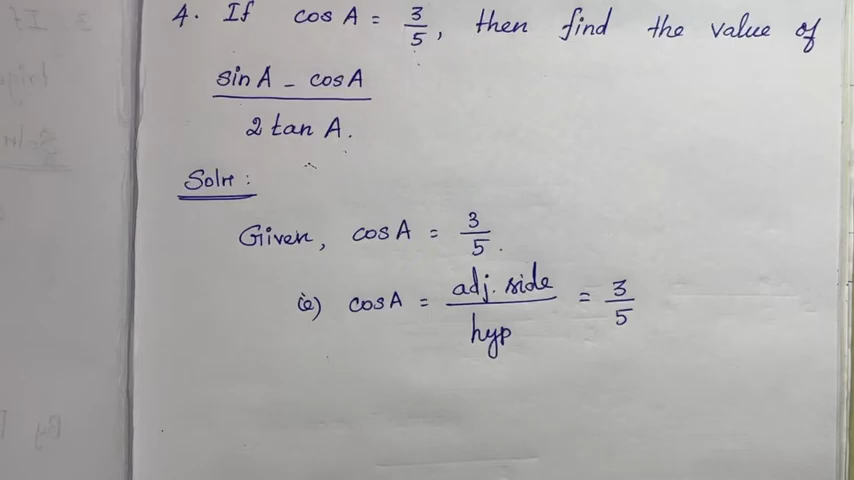 4. If cos A = 3/5, then find the value of
sin A - cos A / 2 tan A.
Soln:
Given, cos A = 3/5.
(ie) cos A = adj. side / hyp = 3/5